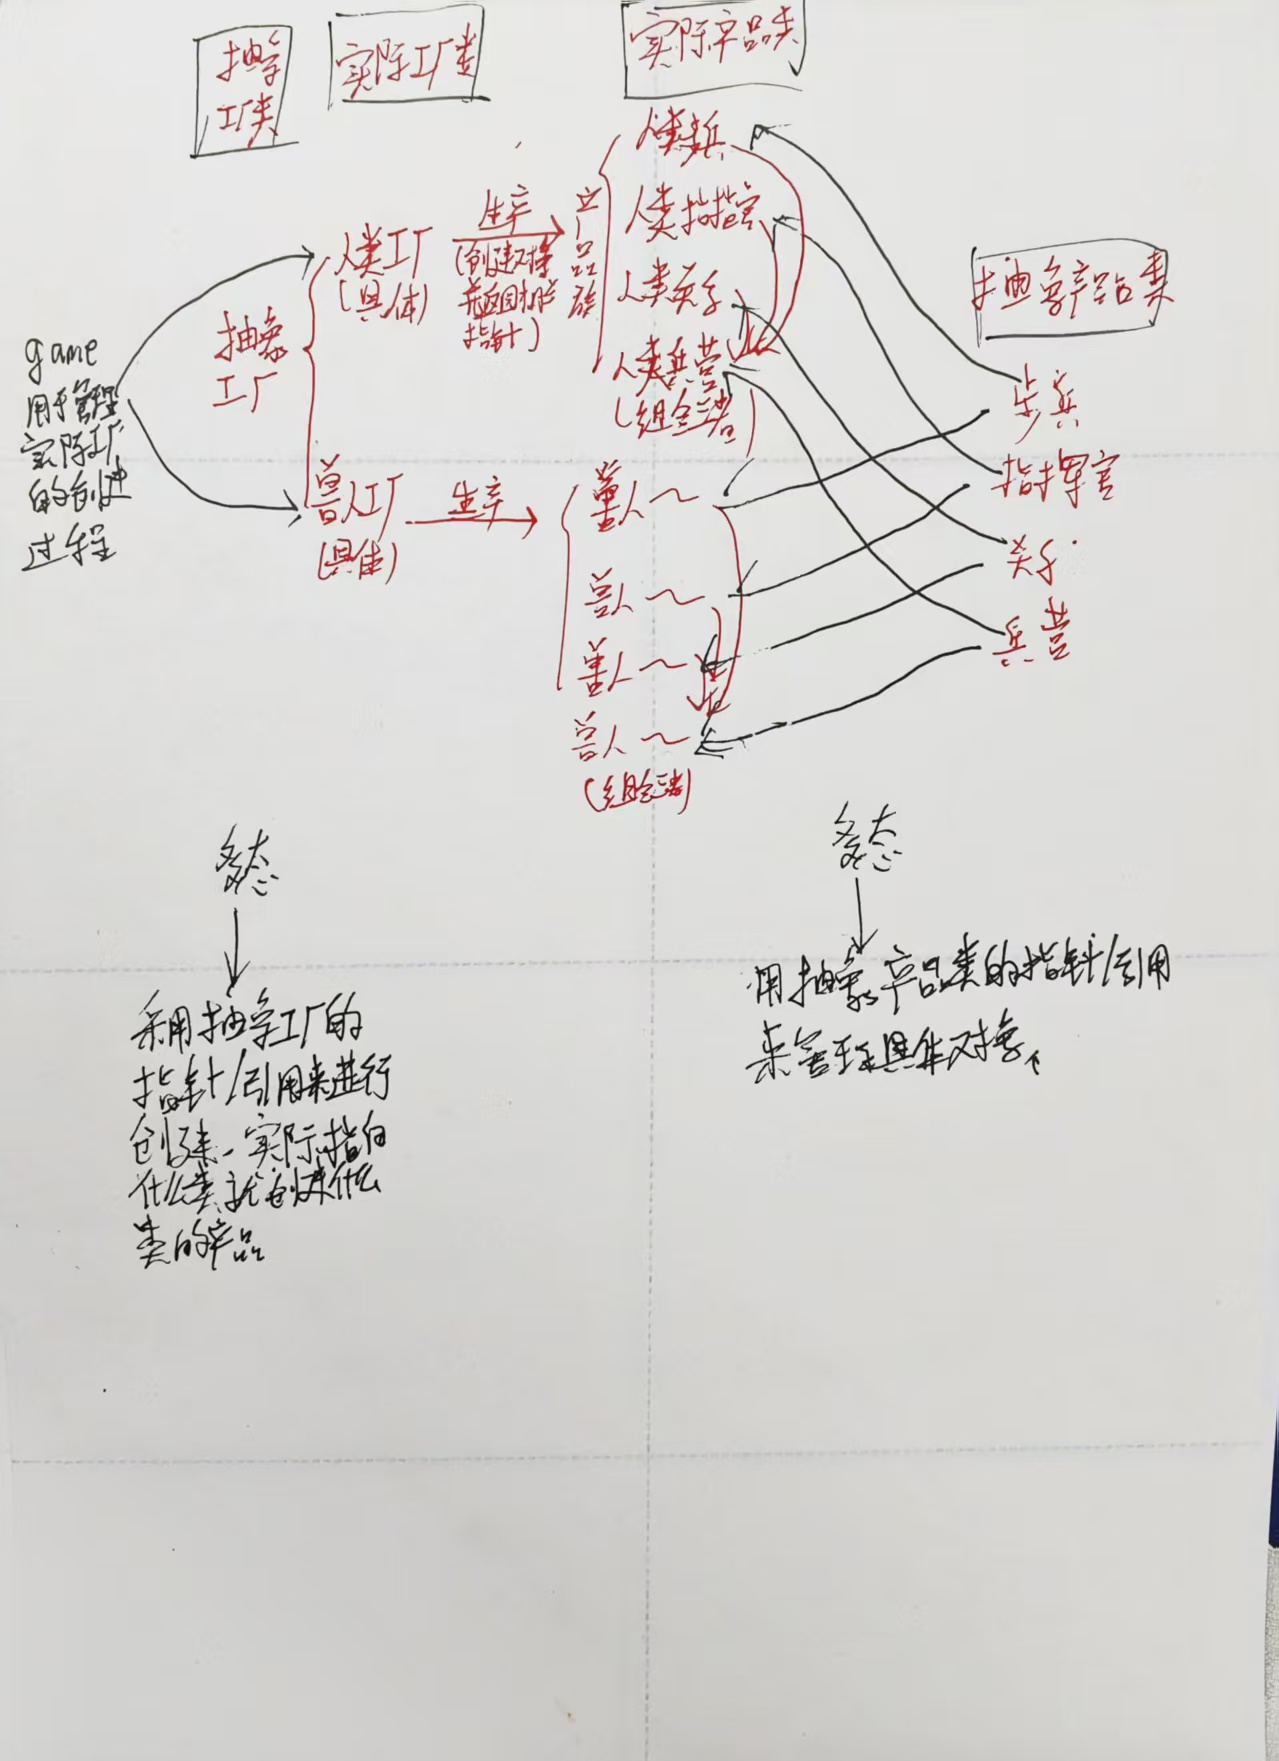 抽象
工厂类
实际工厂类
实际产品类
抽象产品类
game
用于管理
实际工厂
的创建
过程
抽象
工厂
人类工厂
(具体)
生产
(创建对象
并返回抽象
指针)
产品族
人类步兵
人类指挥官
人类关子
人类兵营
(组合三者)
兽人工厂
(具体)
生产
兽人～
兽人～
兽人～
兽人～
(组合三者)
步兵
指挥官
关子
兵营
多态
采用抽象工厂的
指针/引用来进行
创建，实际指向
什么类就创建什么
类的产品
多态
用抽象产品类的指针/引用
来管理具体对象。